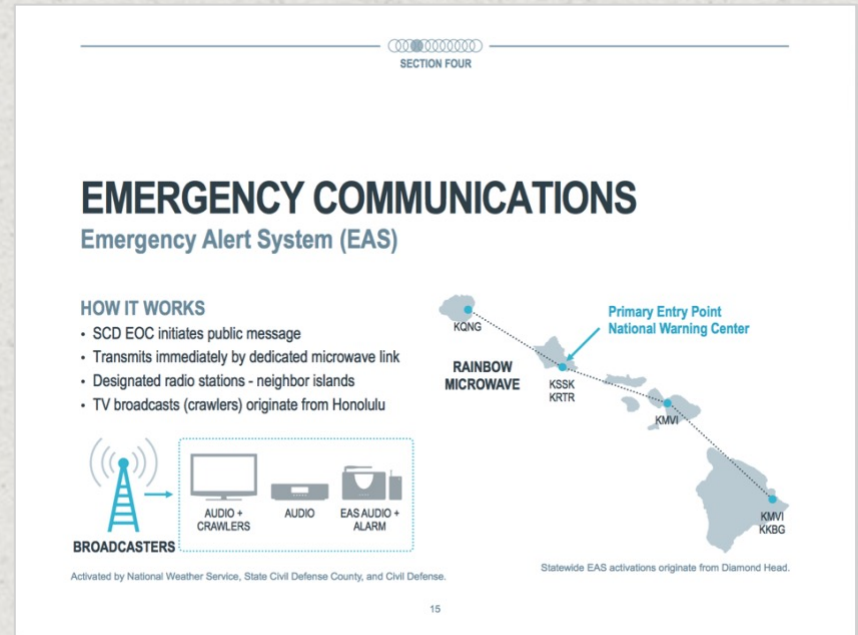 SECTION FOUR
EMERGENCY COMMUNICATIONS
Emergency Alert System (EAS)
HOW IT WORKS
• SCD EOC initiates public message
• Transmits immediately by dedicated microwave link
• Designated radio stations - neighbor islands
• TV broadcasts (crawlers) originate from Honolulu
BROADCASTERS
AUDIO +
CRAWLERS
AUDIO
EAS AUDIO +
ALARM
Activated by National Weather Service, State Civil Defense County, and Civil Defense.
KQNG
RAINBOW
MICROWAVE
Primary Entry Point
National Warning Center
KSSK
KRTR
KMVI
KMVI
KKBG
Statewide EAS activations originate from Diamond Head.
15